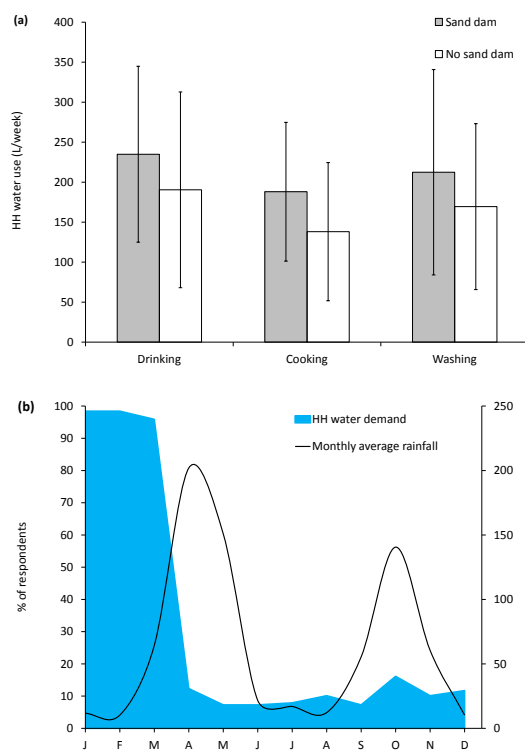 (a)
Sand dam
No sand dam
HH water use (L/week)
400
350
300
250
200
150
100
50
0
Drinking Cooking Washing
(b)
HH water demand
Monthly average rainfall
% of respondents
100
90
80
70
60
50
40
30
20
10
0
250
200
150
100
50
0
J F M A M J J A S O N D